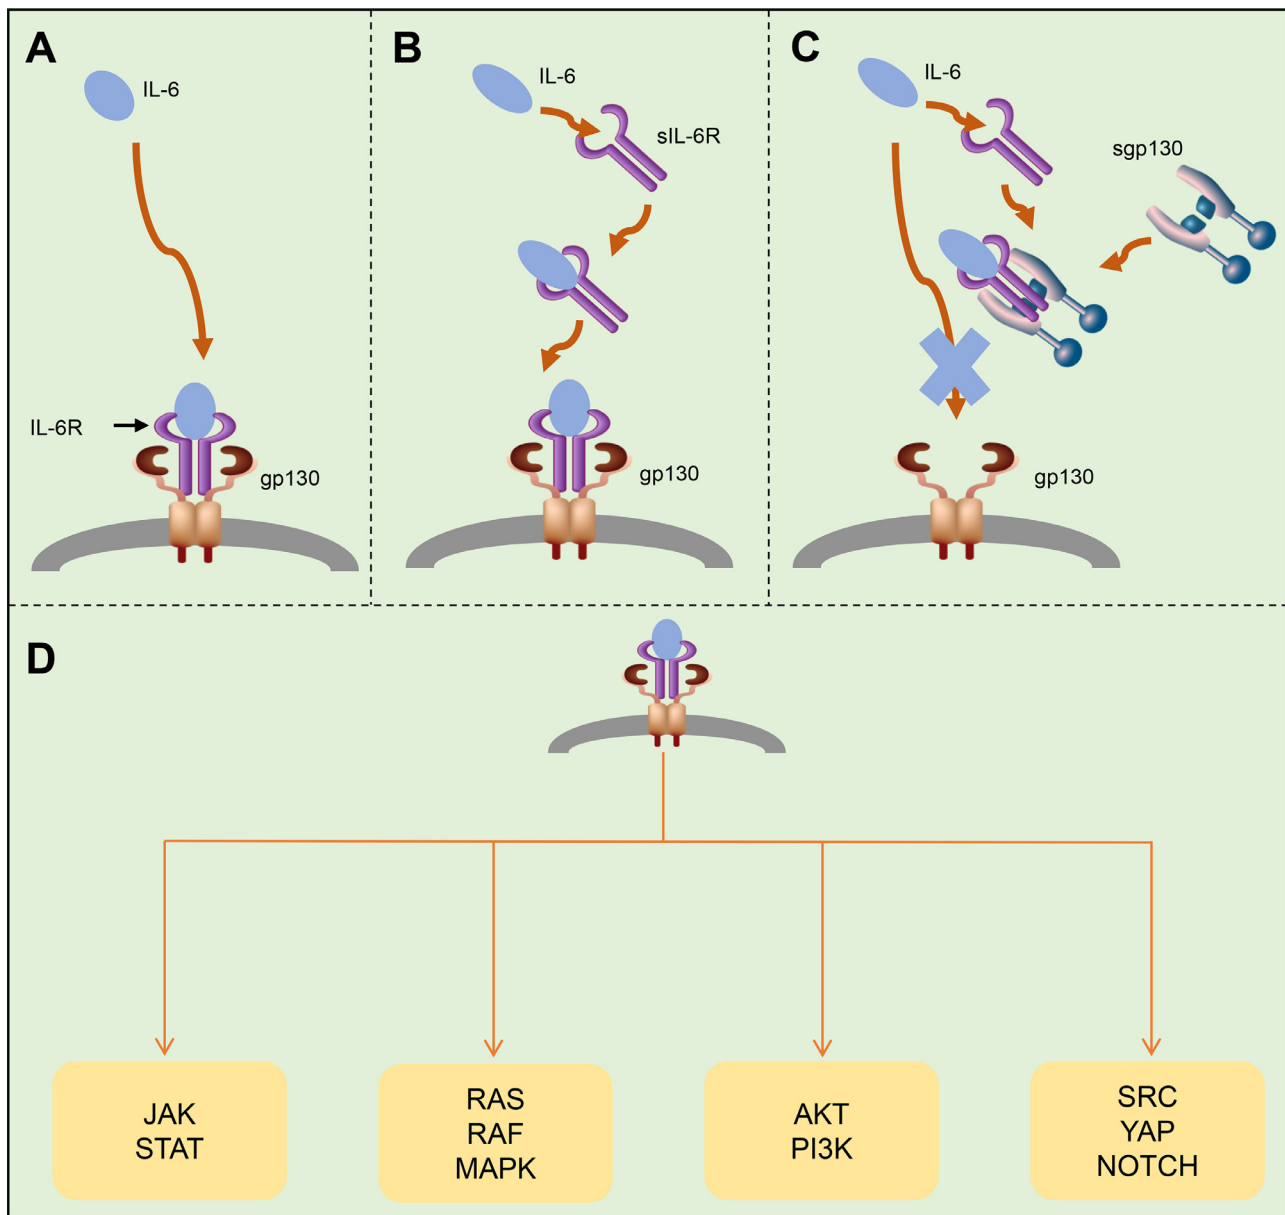 A
IL-6
IL-6R
gp130
B
IL-6
sIL-6R
gp130
C
IL-6
sgp130
gp130
D
JAK
STAT
RAS
RAF
MAPK
AKT
PI3K
SRC
YAP
NOTCH